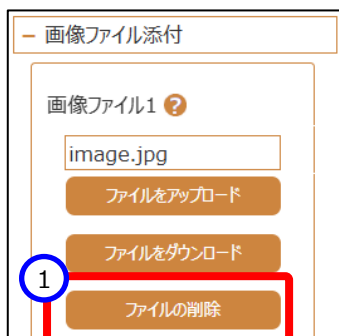 − 画像ファイル添付
画像ファイル1 ?
image.jpg
ファイルをアップロード
ファイルをダウンロード
1
ファイルの削除